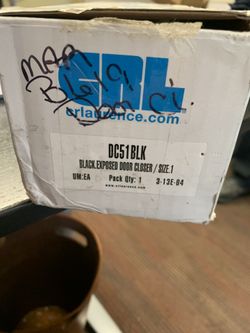 CRL
crlaurence.com
DC51BLK
BLACK.EXPOSED DOOR CLOSER / SIZE.1
UM:EA Pack Qty: 1 3-13E-B4
www.crlaurence.com